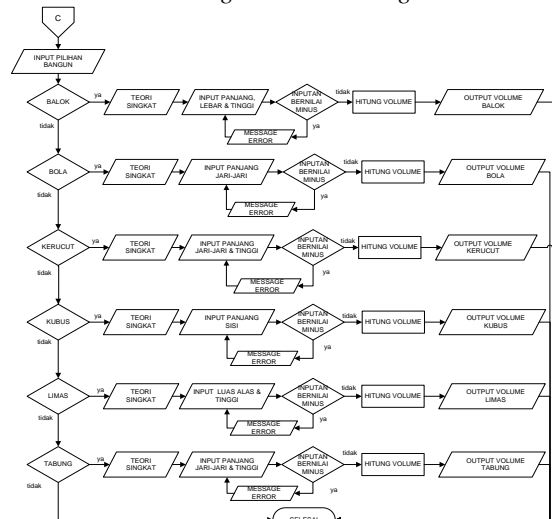 C
INPUT PILIHAN
BANGUN
BALOK
ya
tidak
TEORI
SINGKAT
INPUT PANJANG,
LEBAR & TINGGI
INPUTAN
BERNILAI
MINUS
tidak
ya
MESSAGE
ERROR
HITUNG VOLUME
OUTPUT VOLUME
BALOK
BOLA
ya
tidak
TEORI
SINGKAT
INPUT PANJANG
JARI-JARI
INPUTAN
BERNILAI
MINUS
tidak
ya
MESSAGE
ERROR
HITUNG VOLUME
OUTPUT VOLUME
BOLA
KERUCUT
ya
tidak
TEORI
SINGKAT
INPUT PANJANG
JARI-JARI & TINGGI
INPUTAN
BERNILAI
MINUS
tidak
ya
MESSAGE
ERROR
HITUNG VOLUME
OUTPUT VOLUME
KERUCUT
KUBUS
ya
tidak
TEORI
SINGKAT
INPUT PANJANG
SISI
INPUTAN
BERNILAI
MINUS
tidak
ya
MESSAGE
ERROR
HITUNG VOLUME
OUTPUT VOLUME
KUBUS
LIMAS
ya
tidak
TEORI
SINGKAT
INPUT LUAS ALAS &
TINGGI
INPUTAN
BERNILAI
MINUS
tidak
ya
MESSAGE
ERROR
HITUNG VOLUME
OUTPUT VOLUME
LIMAS
TABUNG
ya
tidak
TEORI
SINGKAT
INPUT PANJANG
JARI-JARI & TINGGI
INPUTAN
BERNILAI
MINUS
tidak
ya
MESSAGE
ERROR
HITUNG VOLUME
OUTPUT VOLUME
TABUNG
SELESAI